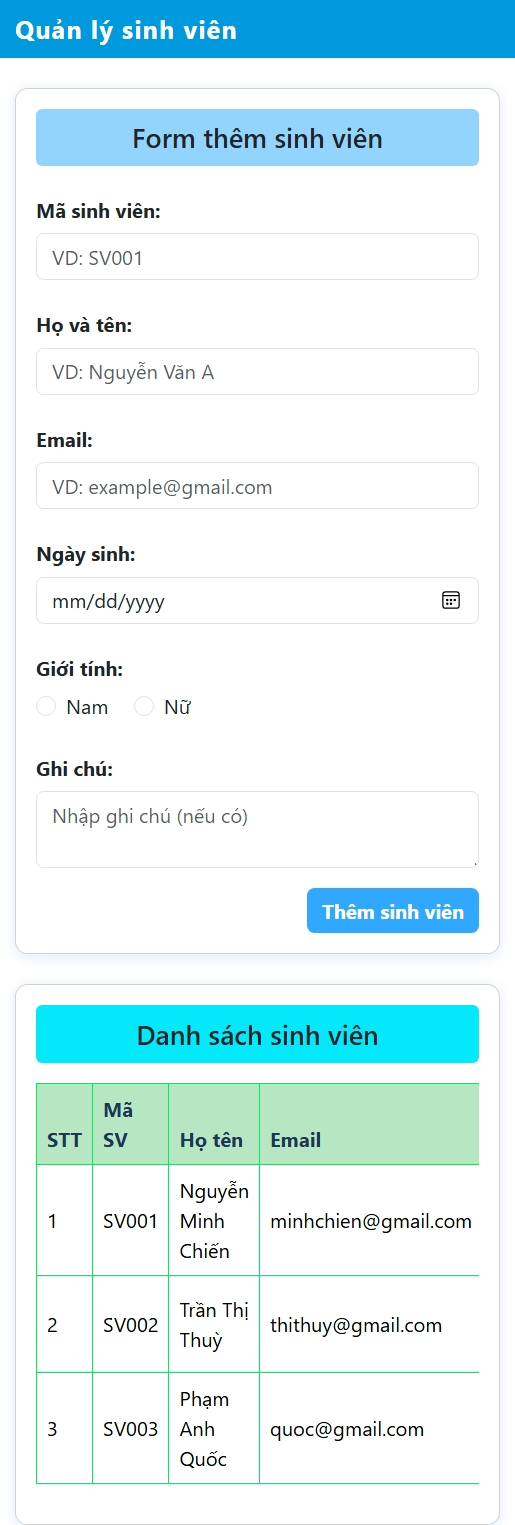 Quản lý sinh viên
Form thêm sinh viên
Mã sinh viên:
VD: SV001
Họ và tên:
VD: Nguyễn Văn A
Email:
VD: example@gmail.com
Ngày sinh:
mm/dd/yyyy
Giới tính:
Nam Nữ
Ghi chú:
Nhập ghi chú (nếu có)
Thêm sinh viên
Danh sách sinh viên
STT Mã SV Họ tên Email
1 SV001 Nguyễn Minh Chiến minhchien@gmail.com
2 SV002 Trần Thị Thuỳ thithuy@gmail.com
3 SV003 Phạm Anh Quốc quoc@gmail.com